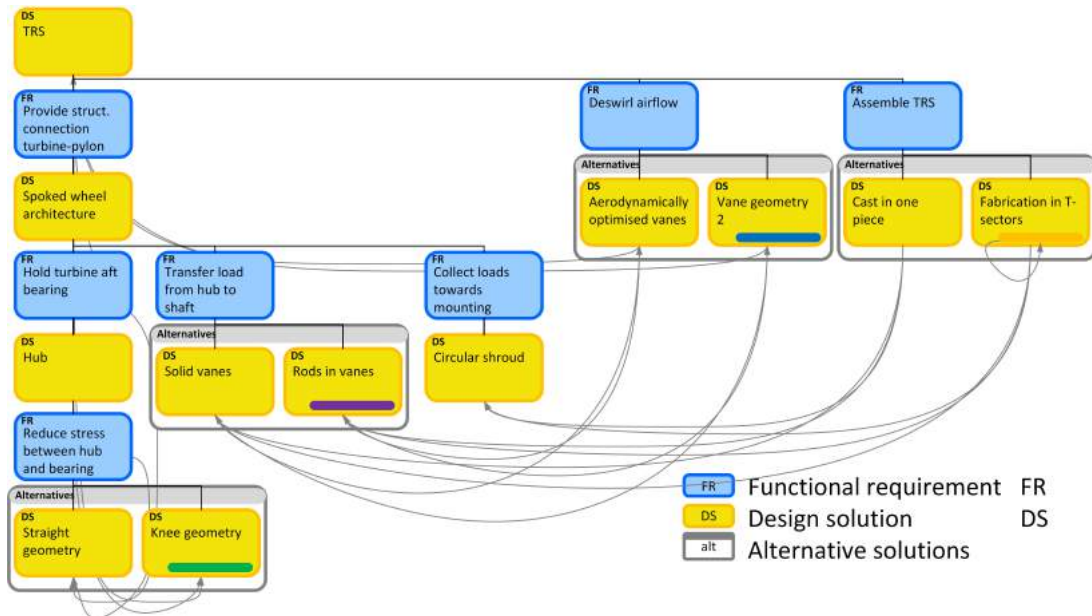 DS
TRS
FR
Provide struct.
connection
turbine-pylon
FR
Deswirl airflow
FR
Assemble TRS
DS
Spoked wheel
architecture
Alternatives
DS
Aerodynamically
optimised vanes
DS
Vane geometry
2
Alternatives
DS
Cast in one
piece
DS
Fabrication in T-
sectors
FR
Hold turbine aft
bearing
FR
Transfer load
from hub to
shaft
FR
Collect loads
towards
mounting
DS
Hub
Alternatives
DS
Solid vanes
DS
Rods in vanes
DS
Circular shroud
FR
Reduce stress
between hub
and bearing
Alternatives
DS
Straight
geometry
DS
Knee geometry
FR Functional requirement FR
DS Design solution DS
alt Alternative solutions